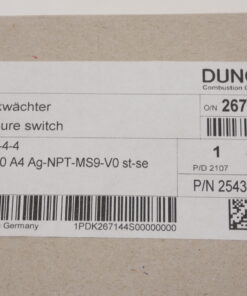 DUNG
Combustion C
kwächter
O/N 267
ure switch
-4-4
0 A4 Ag-NPT-MS9-V0 st-se
1
P/D 2107
P/N 2543
Germany
1PDK267144S00000000